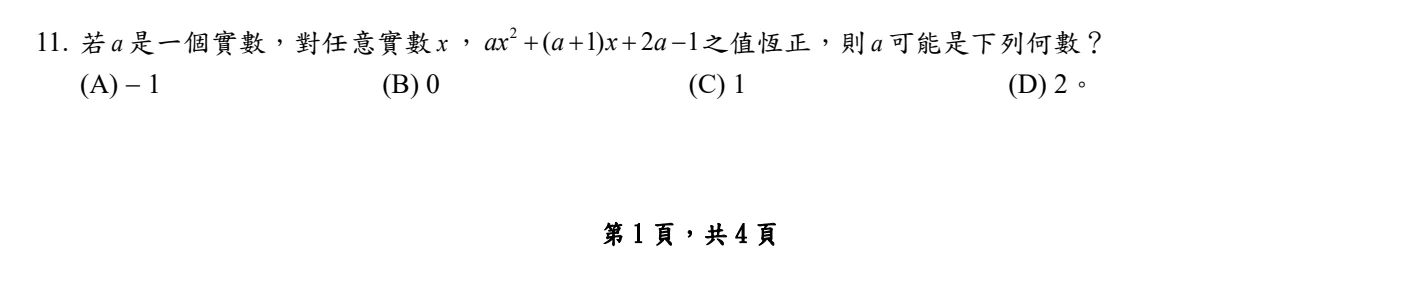 11. 若 a 是一個實數，對任意實數 x ， ax²+(a+1)x+2a−1之值恆正，則 a 可能是下列何數？
(A) – 1 (B) 0 (C) 1 (D) 2 。
第 1 頁，共 4 頁